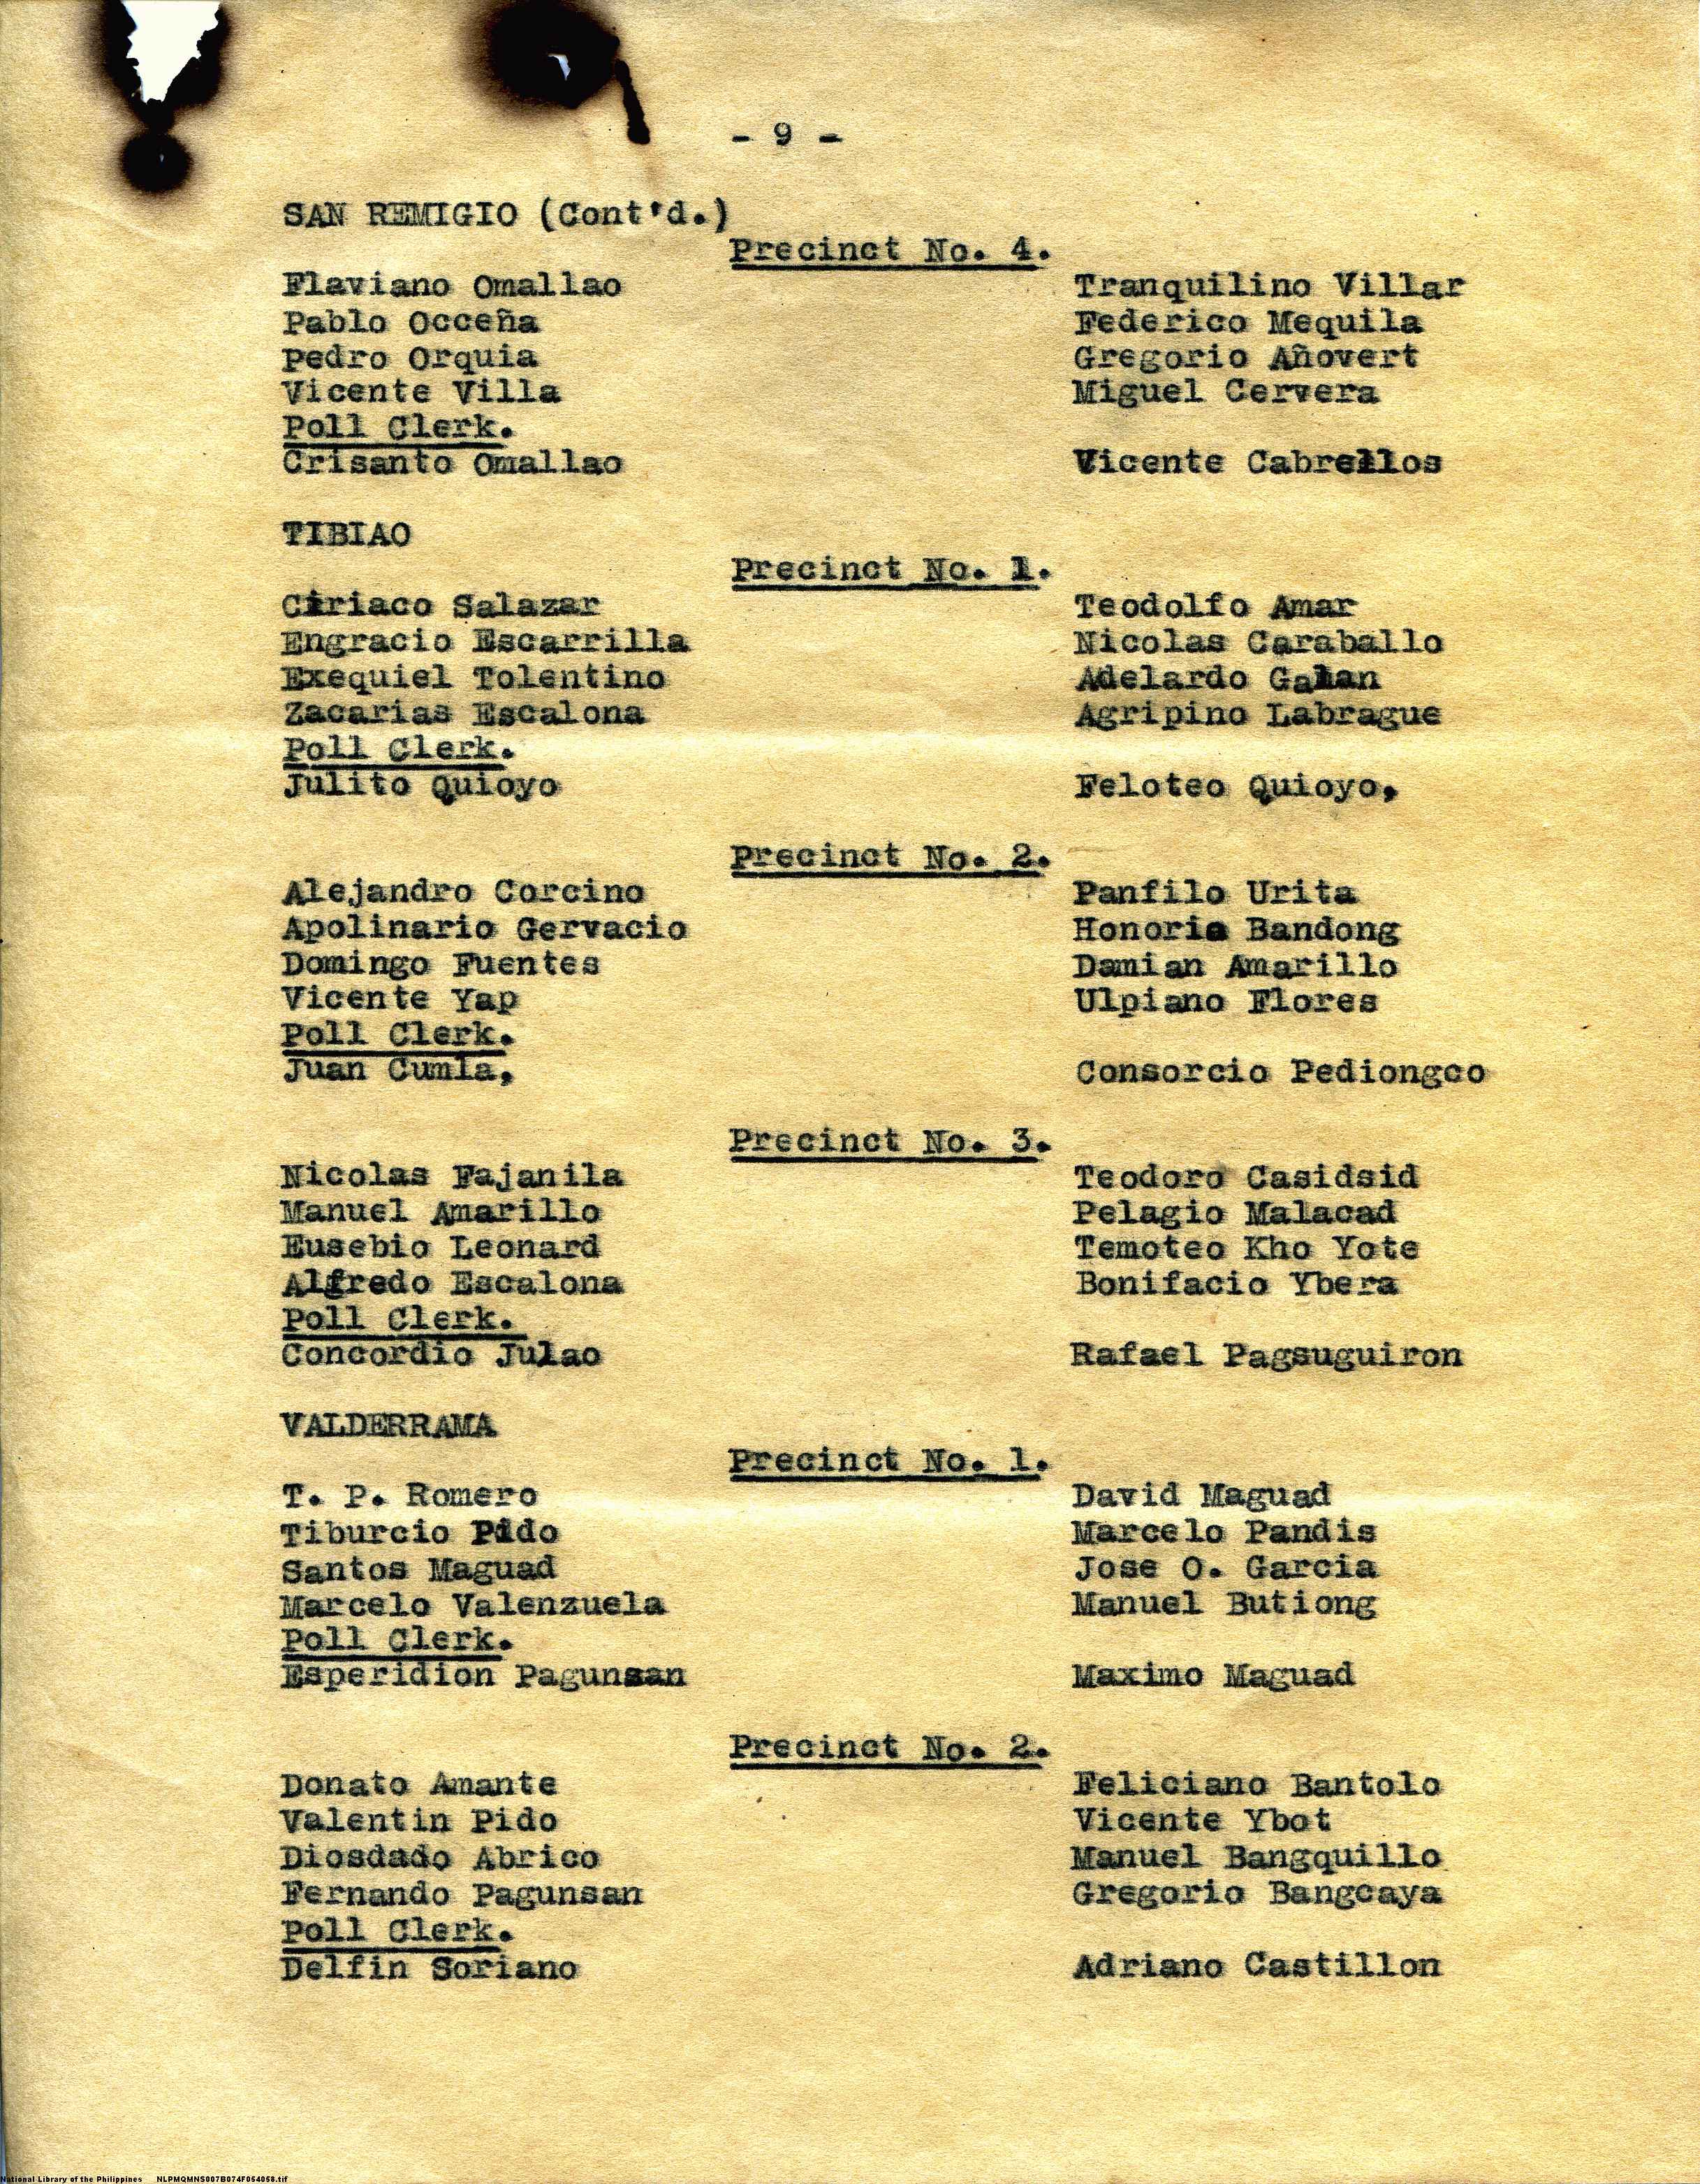 - 9 -
SAN REMIGIO (Cont'd.)
Precinct No. 4.
Flaviano Omallao Tranquilino Villar
Pablo Occeña Federico Mequila
Pedro Orquia Gregorio Añovert
Vicente Villa Miguel Cervera
Poll Clerk.
Crisanto Omallao Vicente Cabrellos
TIBIAO
Precinct No. 1.
Ciriaco Salazar Teodolfo Amar
Engracio Escarrilla Nicolas Caraballo
Exequiel Tolentino Adelardo
Zacarias Escalona Agripino Labrague
Poll Clerk.
Julito Quioyo Feloteo Quioyo,
Precinct No. 2.
Alejandro Corcino Panfilo Urita
Apolinario Gervacio Bandong
Domingo Fuentes Damian Amarillo
Vicente Yap Ulpiano Flores
Poll Clerk.
Juan Cumla, Consorcio Pediongco
Precinct No. 3.
Nicolas Fajanila Teodoro Casidsid
Manuel Amarillo Pelagio Malacad
Eusebio Leonard Temoteo Kho Yote
Alfredo Escalona Bonifacio Ybera
Poll Clerk.
Concordio Julao Rafael Pagsuguiron
VALDERRAMA
Precinct No. 1.
T. P. Romero David Maguad
Tiburcio Pido Marcelo Pandis
Santos Maguad Jose O. Garcia
Marcelo Valenzuela Manuel Butiong
Poll Clerk.
Esperidion Pagunsan Maximo Maguad
Precinct No. 2.
Donato Amante Feliciano Bantolo
Valentin Pido Vicente Ybot
Diosdado Abrico Manuel Bangquillo
Fernando Pagunsan Gregorio Bangcaya
Poll Clerk.
Delfin Soriano Adriano Castillon
National Library of the Philippines NLPMQMNS007B074F054058.tif